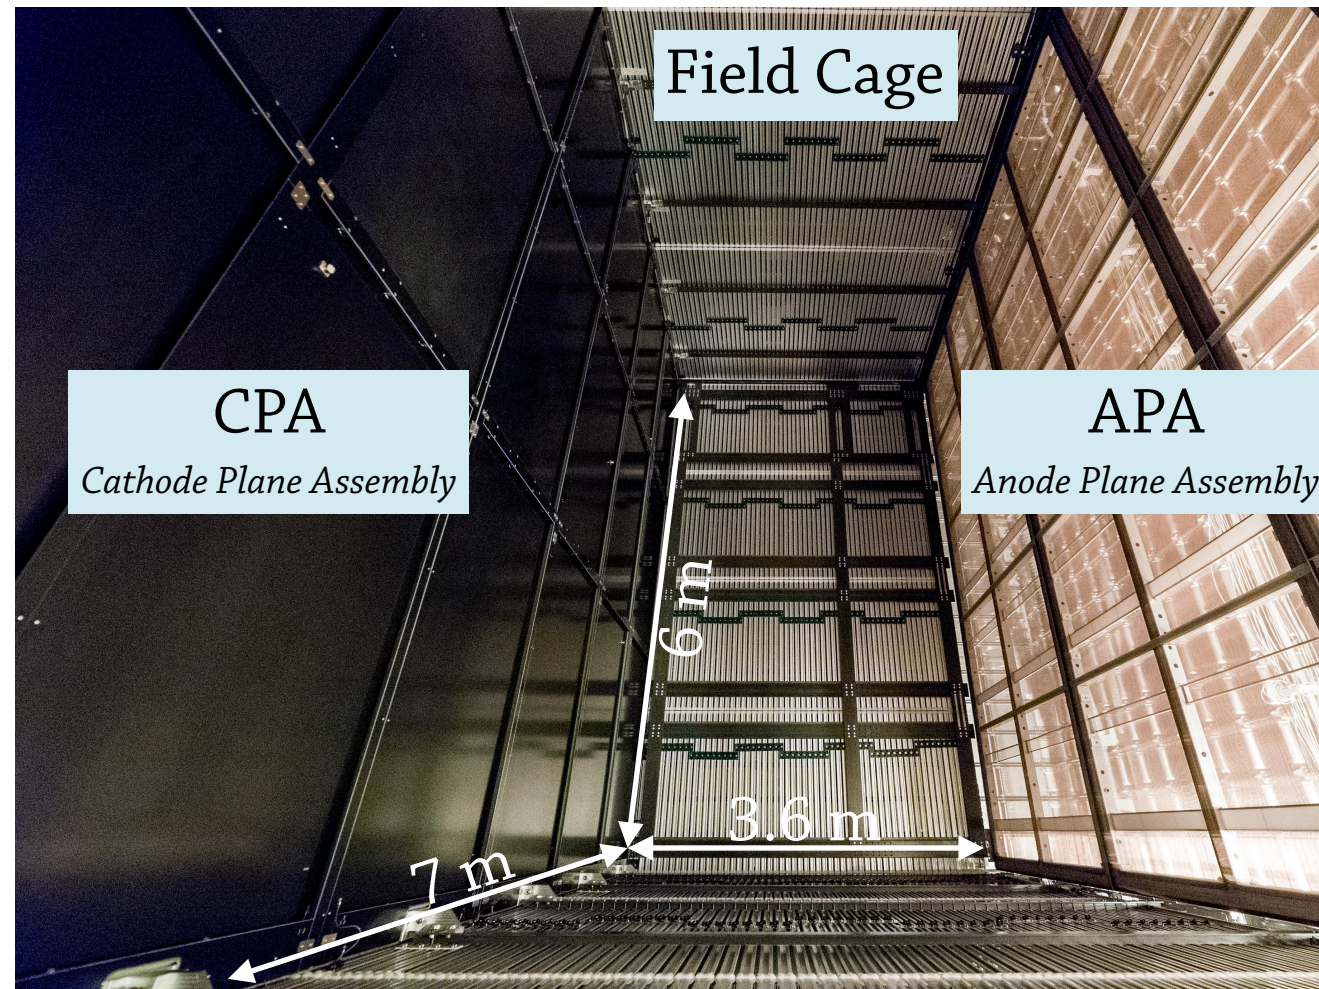 Field Cage
CPA
Cathode Plane Assembly
APA
Anode Plane Assembly
6 m
3.6 m
7 m